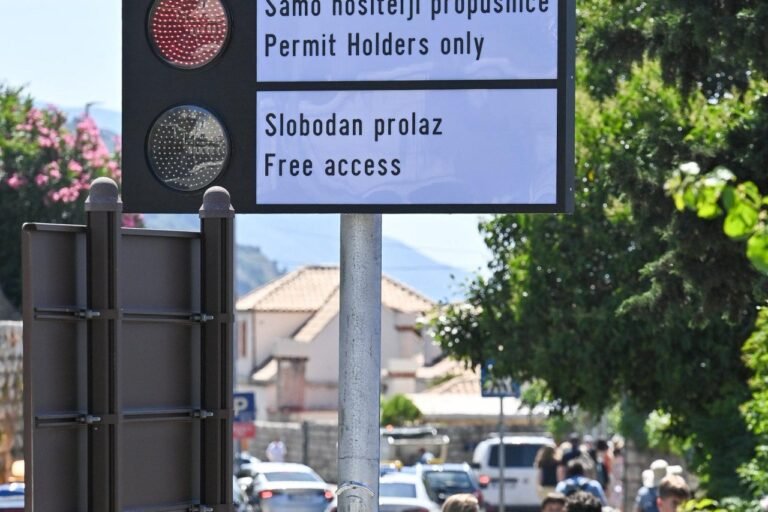 Samo nositelji propusnice
Permit Holders only
Slobodan prolaz
Free access
P